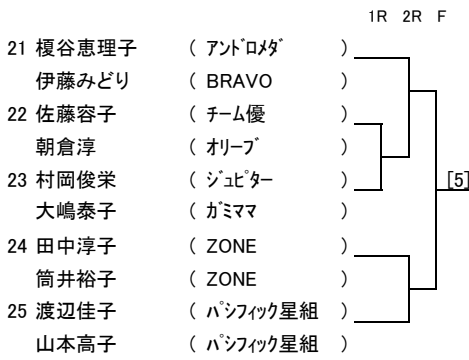 1R 2R F
21 榎谷恵理子 ( アンドロメダ )
伊藤みどり ( BRAVO )
22 佐藤容子 ( チーム優 )
朝倉淳 ( オリーブ )
23 村岡俊栄 ( ジュピター ) [5]
大嶋泰子 ( ガミママ )
24 田中淳子 ( ZONE )
筒井裕子 ( ZONE )
25 渡辺佳子 ( パシフィック星組 )
山本高子 ( パシフィック星組 )